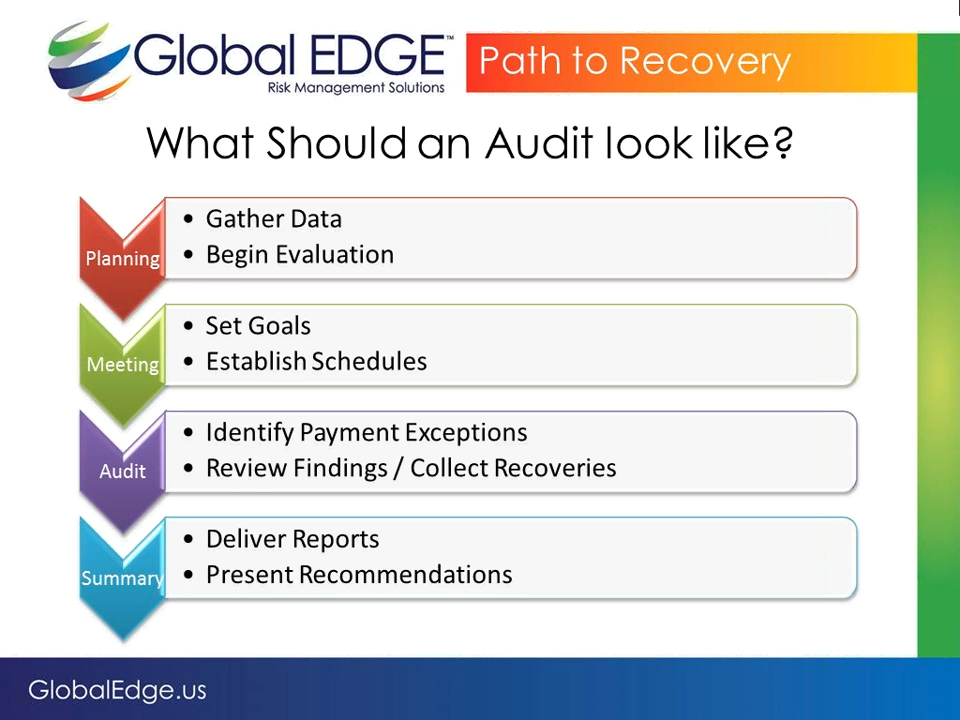 Global EDGE™
Risk Management Solutions
Path to Recovery
What Should an Audit look like?
Planning
• Gather Data
• Begin Evaluation
Meeting
• Set Goals
• Establish Schedules
Audit
• Identify Payment Exceptions
• Review Findings / Collect Recoveries
Summary
• Deliver Reports
• Present Recommendations
GlobalEdge.us